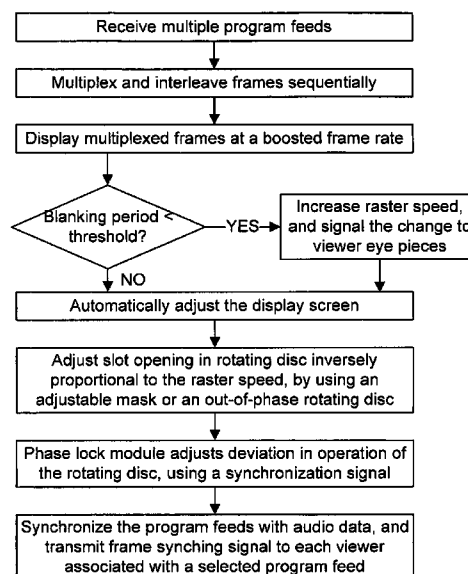 Receive multiple program feeds
Multiplex and interleave frames sequentially
Display multiplexed frames at a boosted frame rate
Blanking period <
threshold?
YES
Increase raster speed,
and signal the change to
viewer eye pieces
NO
Automatically adjust the display screen
Adjust slot opening in rotating disc inversely
proportional to the raster speed, by using an
adjustable mask or an out-of-phase rotating disc
Phase lock module adjusts deviation in operation of
the rotating disc, using a synchronization signal
Synchronize the program feeds with audio data, and
transmit frame synching signal to each viewer
associated with a selected program feed